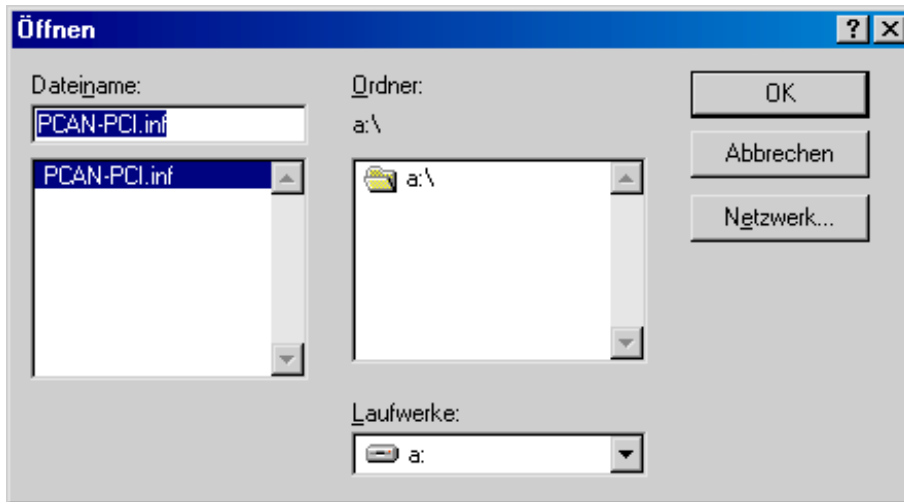 Öffnen
Dateiname:
PCAN-PCI.inf
PCAN-PCI.inf
Ordner:
a:\
a:\
Laufwerke:
a:
OK
Abbrechen
Netzwerk...